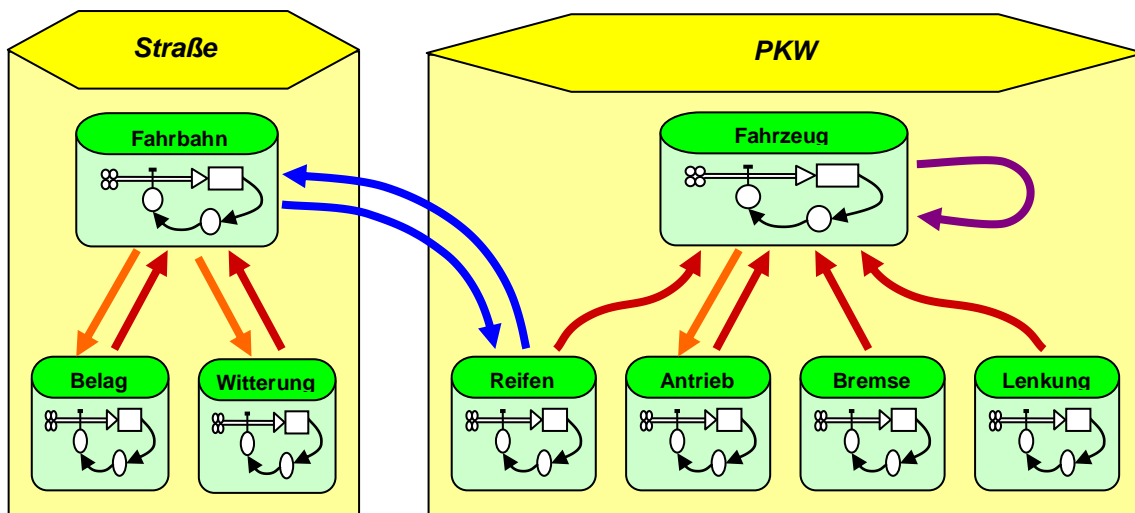 Straße
PKW
Fahrbahn
Fahrzeug
Belag
Witterung
Reifen
Antrieb
Bremse
Lenkung